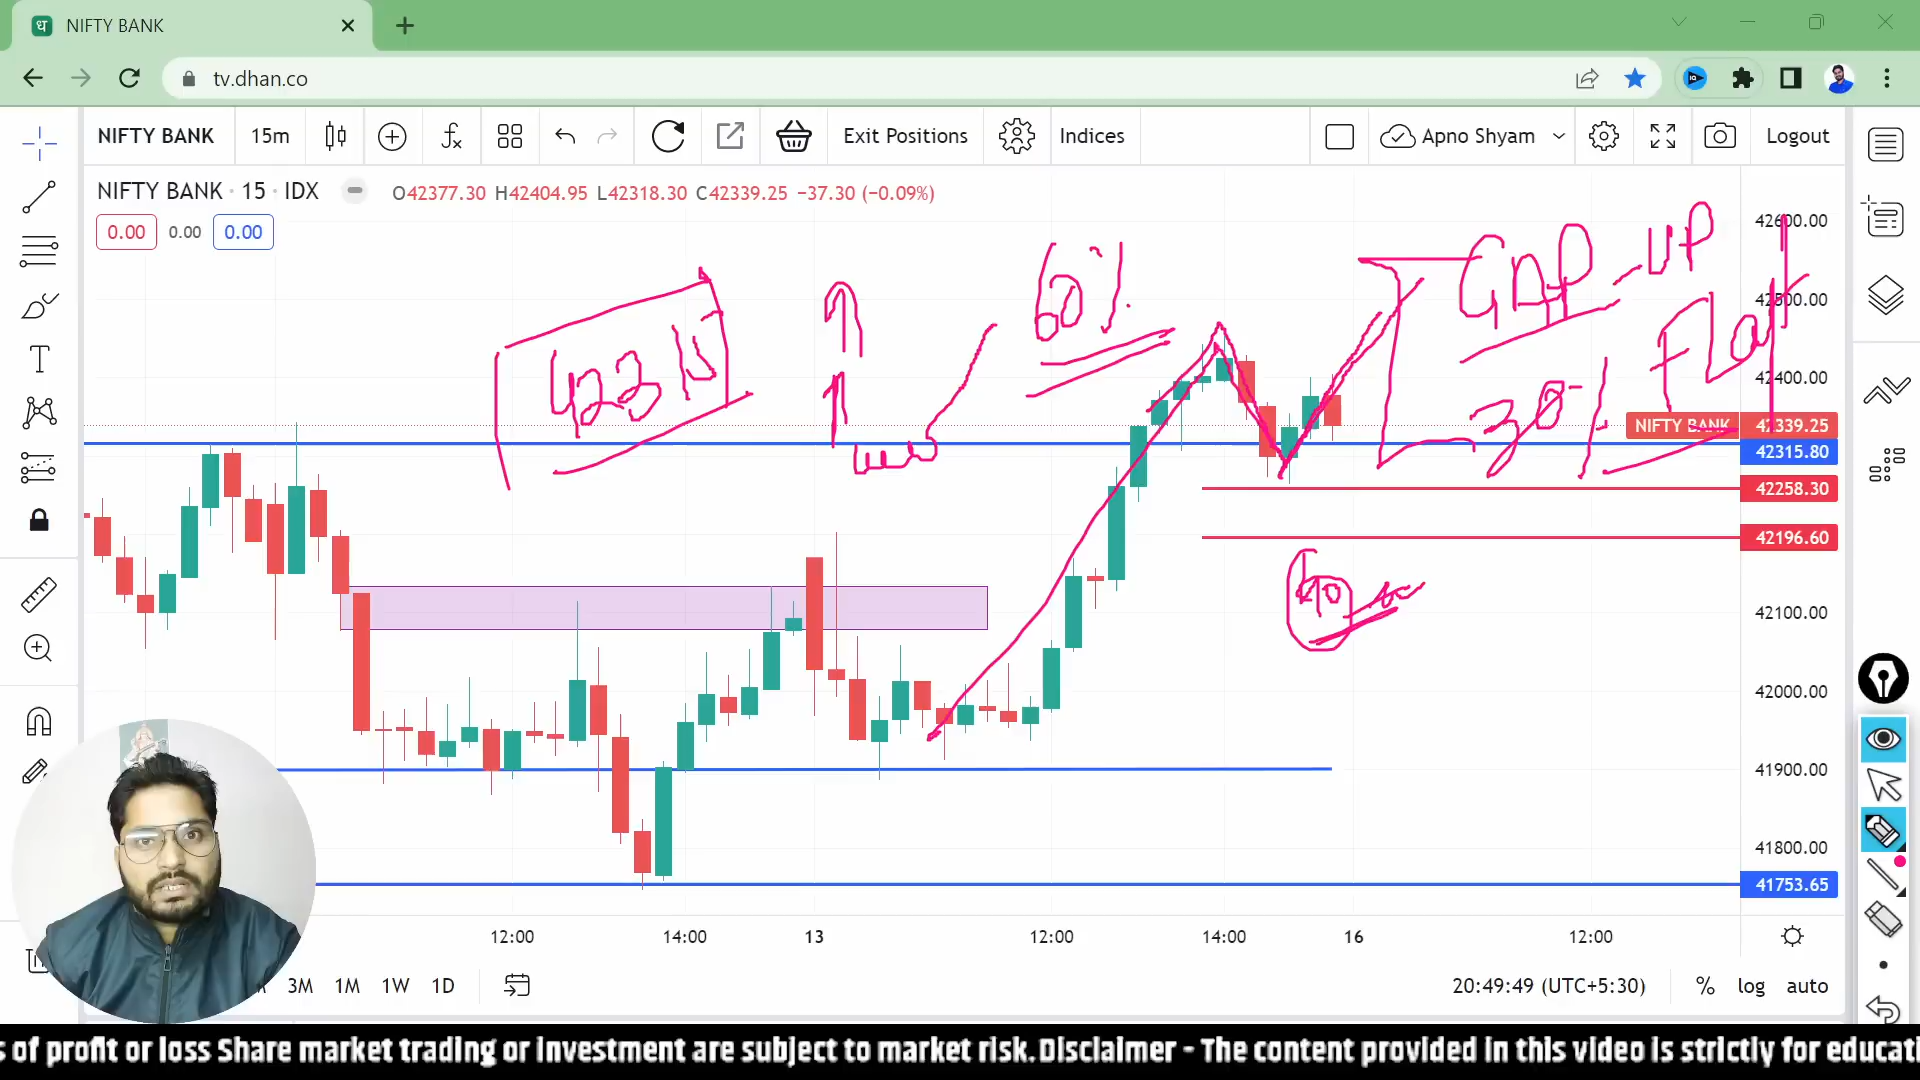 NIFTY BANK
tv.dhan.co
NIFTY BANK 15m Exit Positions Indices Apno Shyam Logout
NIFTY BANK · 15 · IDX O42377.30 H42404.95 L42318.30 C42339.25 −37.30 (−0.09%)
0.00 0.00 0.00
42600.00
42500.00
42400.00
NIFTY BANK 42339.25
42315.80
42258.30
42196.60
42100.00
42000.00
41900.00
41800.00
41753.65
60%
GAP-UP
Flat
30%
40
12:00 14:00 13 12:00 14:00 16 12:00
3M 1M 1W 1D 20:49:49 (UTC+5:30) % log auto
of profit or loss Share market trading or investment are subject to market risk. Disclaimer - The content provided in this video is strictly for educati